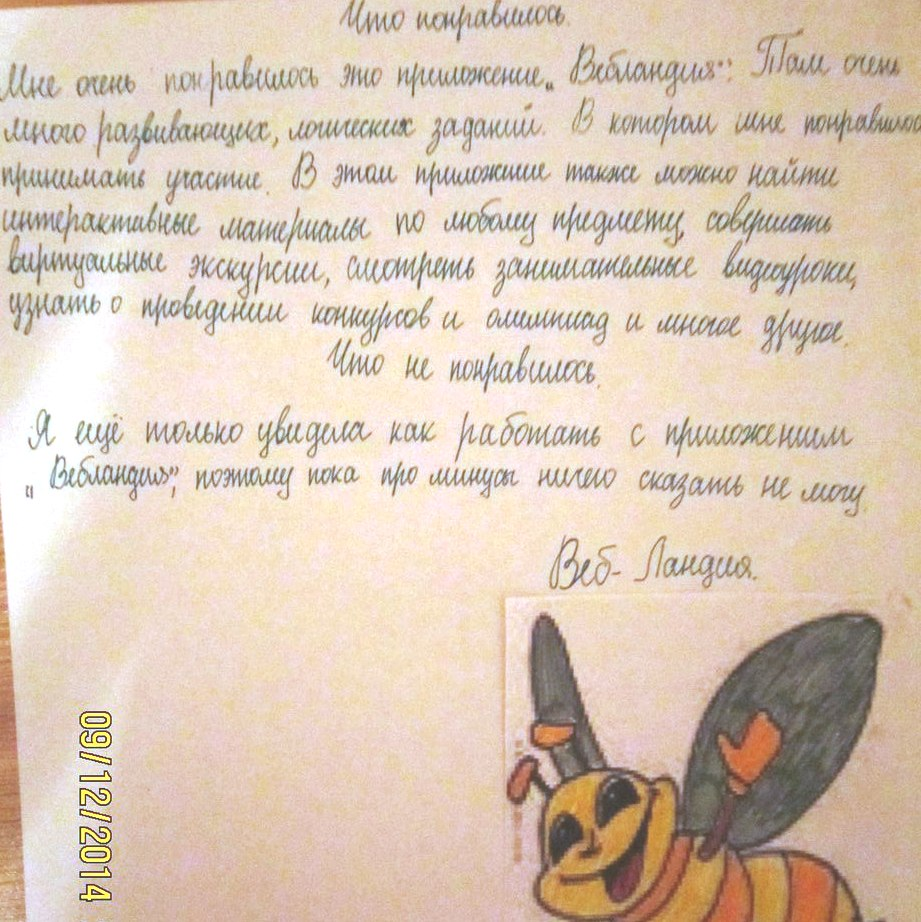 Что понравилось.
Мне очень понравилось это приложение „Вебландия”. Там очень
много развивающих, логических заданий. В котором мне понравилось
принимать участие. В этом приложение также можно найти
интерактивные материалы по любому предмету, совершать
виртуальные экскурсии, смотреть занимательные видеоуроки,
узнать о проведении конкурсов и олимпиад и многое другое.
Что не понравилось.
Я ещё только увидела как работать с приложением
„Вебландия”, поэтому пока про минусы ничего сказать не могу.
Веб-Ландия.
09/12/2014